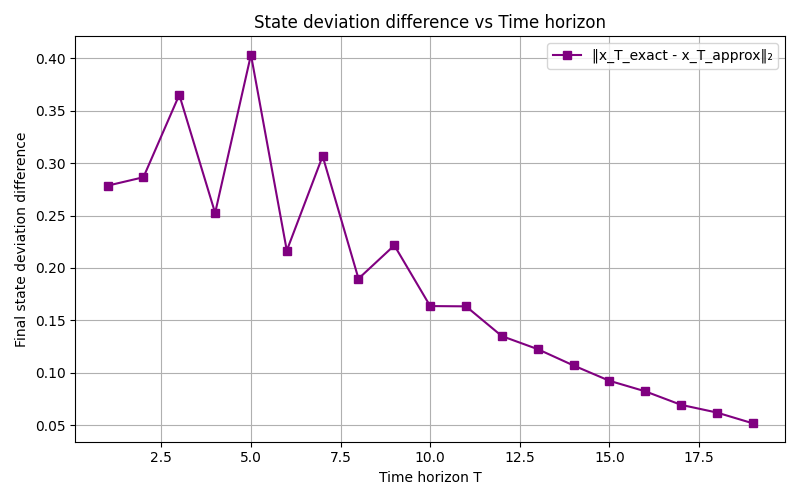 State deviation difference vs Time horizon
‖x_T_exact - x_T_approx‖₂
Final state deviation difference
0.40
0.35
0.30
0.25
0.20
0.15
0.10
0.05
2.5 5.0 7.5 10.0 12.5 15.0 17.5
Time horizon T